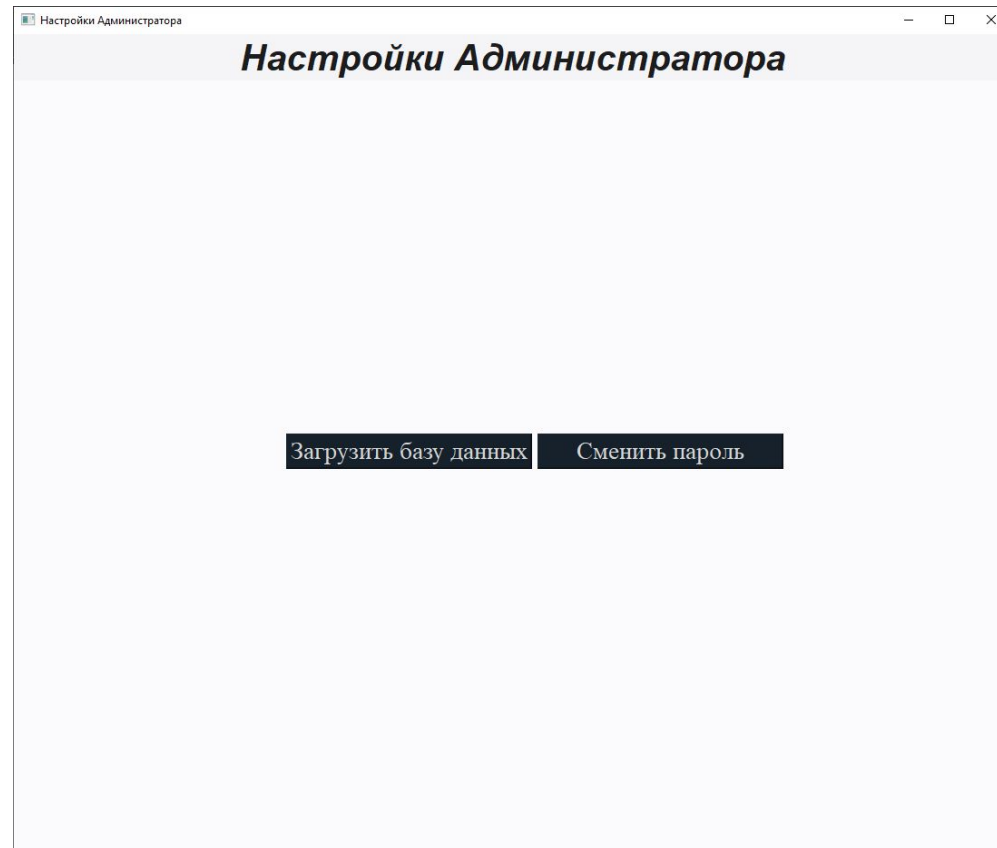 Настройки Администратора
Настройки Администратора
Загрузить базу данных
Сменить пароль